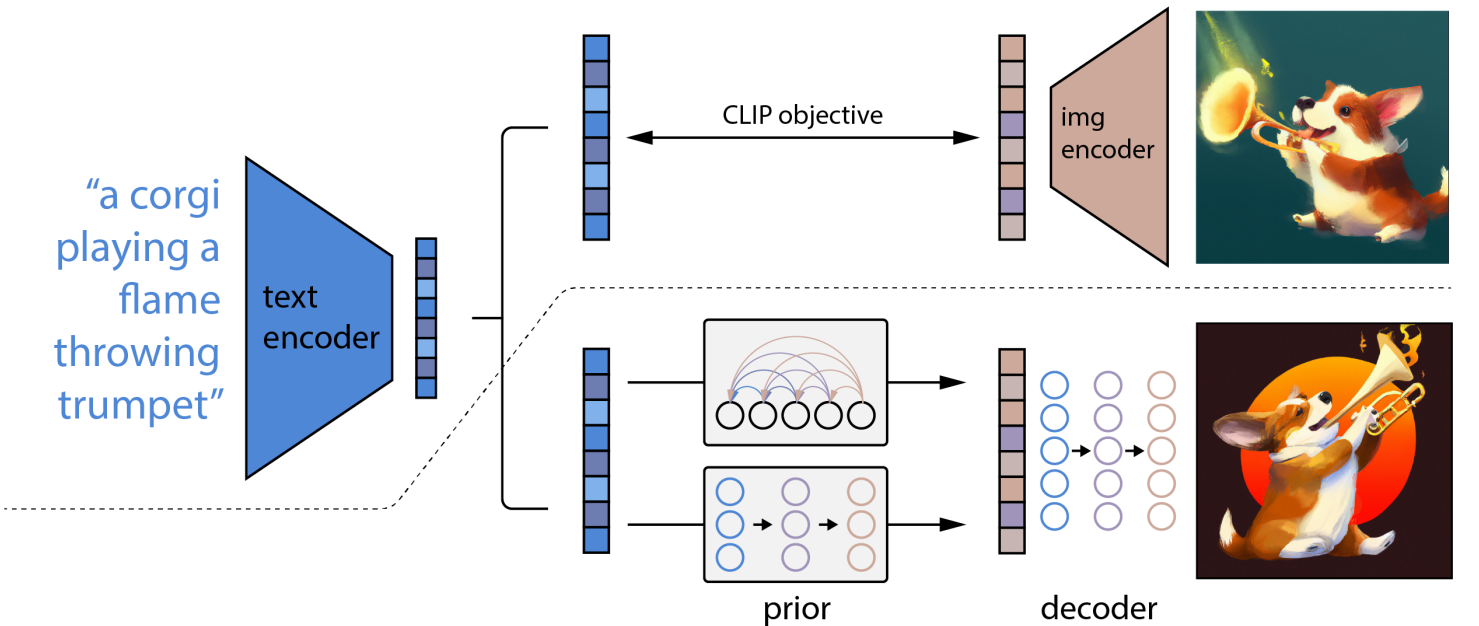 “a corgi
playing a
flame
throwing
trumpet”
text
encoder
CLIP objective
img
encoder
prior
decoder